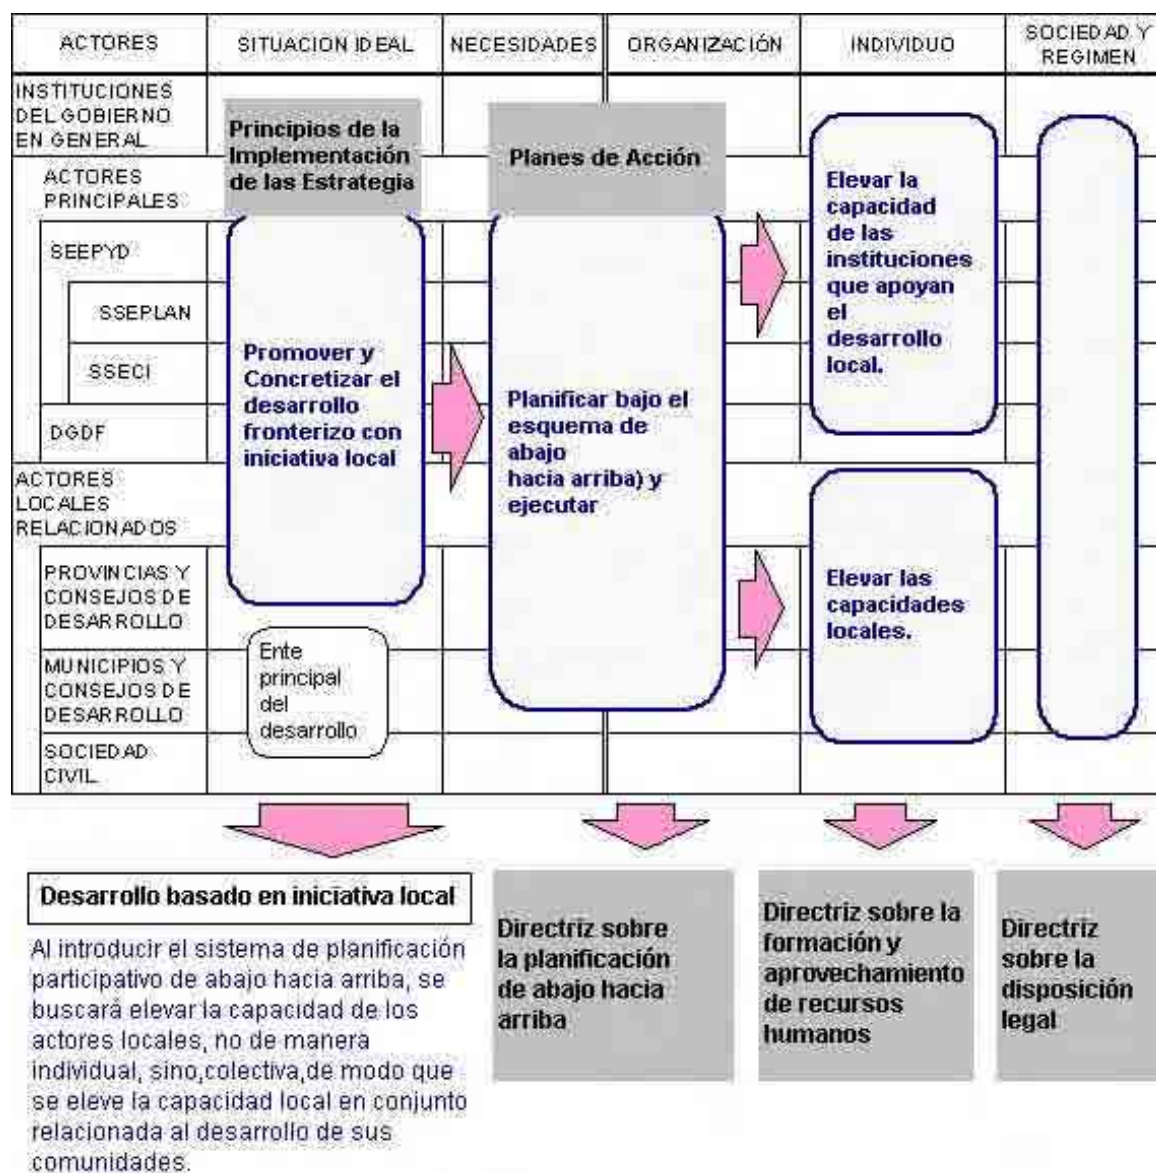 ACTORES
SITUACION IDEAL
NECESIDADES
ORGANIZACIÓN
INDIVIDUO
SOCIEDAD Y
REGIMEN
INSTITUCIONES
DEL GOBIERNO
EN GENERAL
ACTORES
PRINCIPALES
SEEPYD
SSEPLAN
SSECI
DGDF
ACTORES
LOCALES
RELACIONADOS
PROVINCIAS Y
CONSEJOS DE
DESARROLLO
MUNICIPIOS Y
CONSEJOS DE
DESARROLLO
SOCIEDAD
CIVIL
Principios de la
Implementación
de las Estrategia
Promover y
Concretizar el
desarrollo
fronterizo con
iniciativa local
Ente
principal
del
desarrollo
Planes de Acción
Planificar bajo el
esquema de
abajo
hacia arriba) y
ejecutar
Elevar la
capacidad
de las
instituciones
que apoyan
el
desarrollo
local.
Elevar las
capacidades
locales.
Desarrollo basado en iniciativa local
Al introducir el sistema de planificación
participativo de abajo hacia arriba, se
buscará elevar la capacidad de los
actores locales, no de manera
individual, sino,colectiva,de modo que
se eleve la capacidad local en conjunto
relacionada al desarrollo de sus
comunidades.
Directriz sobre
la planificación
de abajo hacia
arriba
Directriz sobre la
formación y
aprovechamiento
de recursos
humanos
Directriz
sobre la
disposición
legal